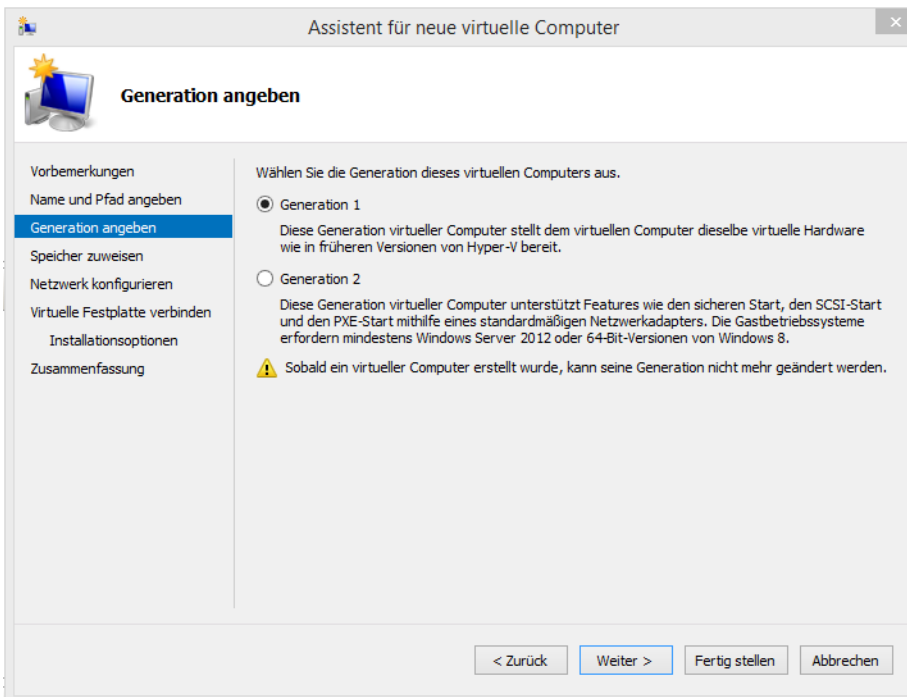 Assistent für neue virtuelle Computer
Generation angeben
Vorbemerkungen
Name und Pfad angeben
Generation angeben
Speicher zuweisen
Netzwerk konfigurieren
Virtuelle Festplatte verbinden
Installationsoptionen
Zusammenfassung
Wählen Sie die Generation dieses virtuellen Computers aus.
Generation 1
Diese Generation virtueller Computer stellt dem virtuellen Computer dieselbe virtuelle Hardware
wie in früheren Versionen von Hyper-V bereit.
Generation 2
Diese Generation virtueller Computer unterstützt Features wie den sicheren Start, den SCSI-Start
und den PXE-Start mithilfe eines standardmäßigen Netzwerkadapters. Die Gastbetriebssysteme
erfordern mindestens Windows Server 2012 oder 64-Bit-Versionen von Windows 8.
Sobald ein virtueller Computer erstellt wurde, kann seine Generation nicht mehr geändert werden.
< Zurück
Weiter >
Fertig stellen
Abbrechen